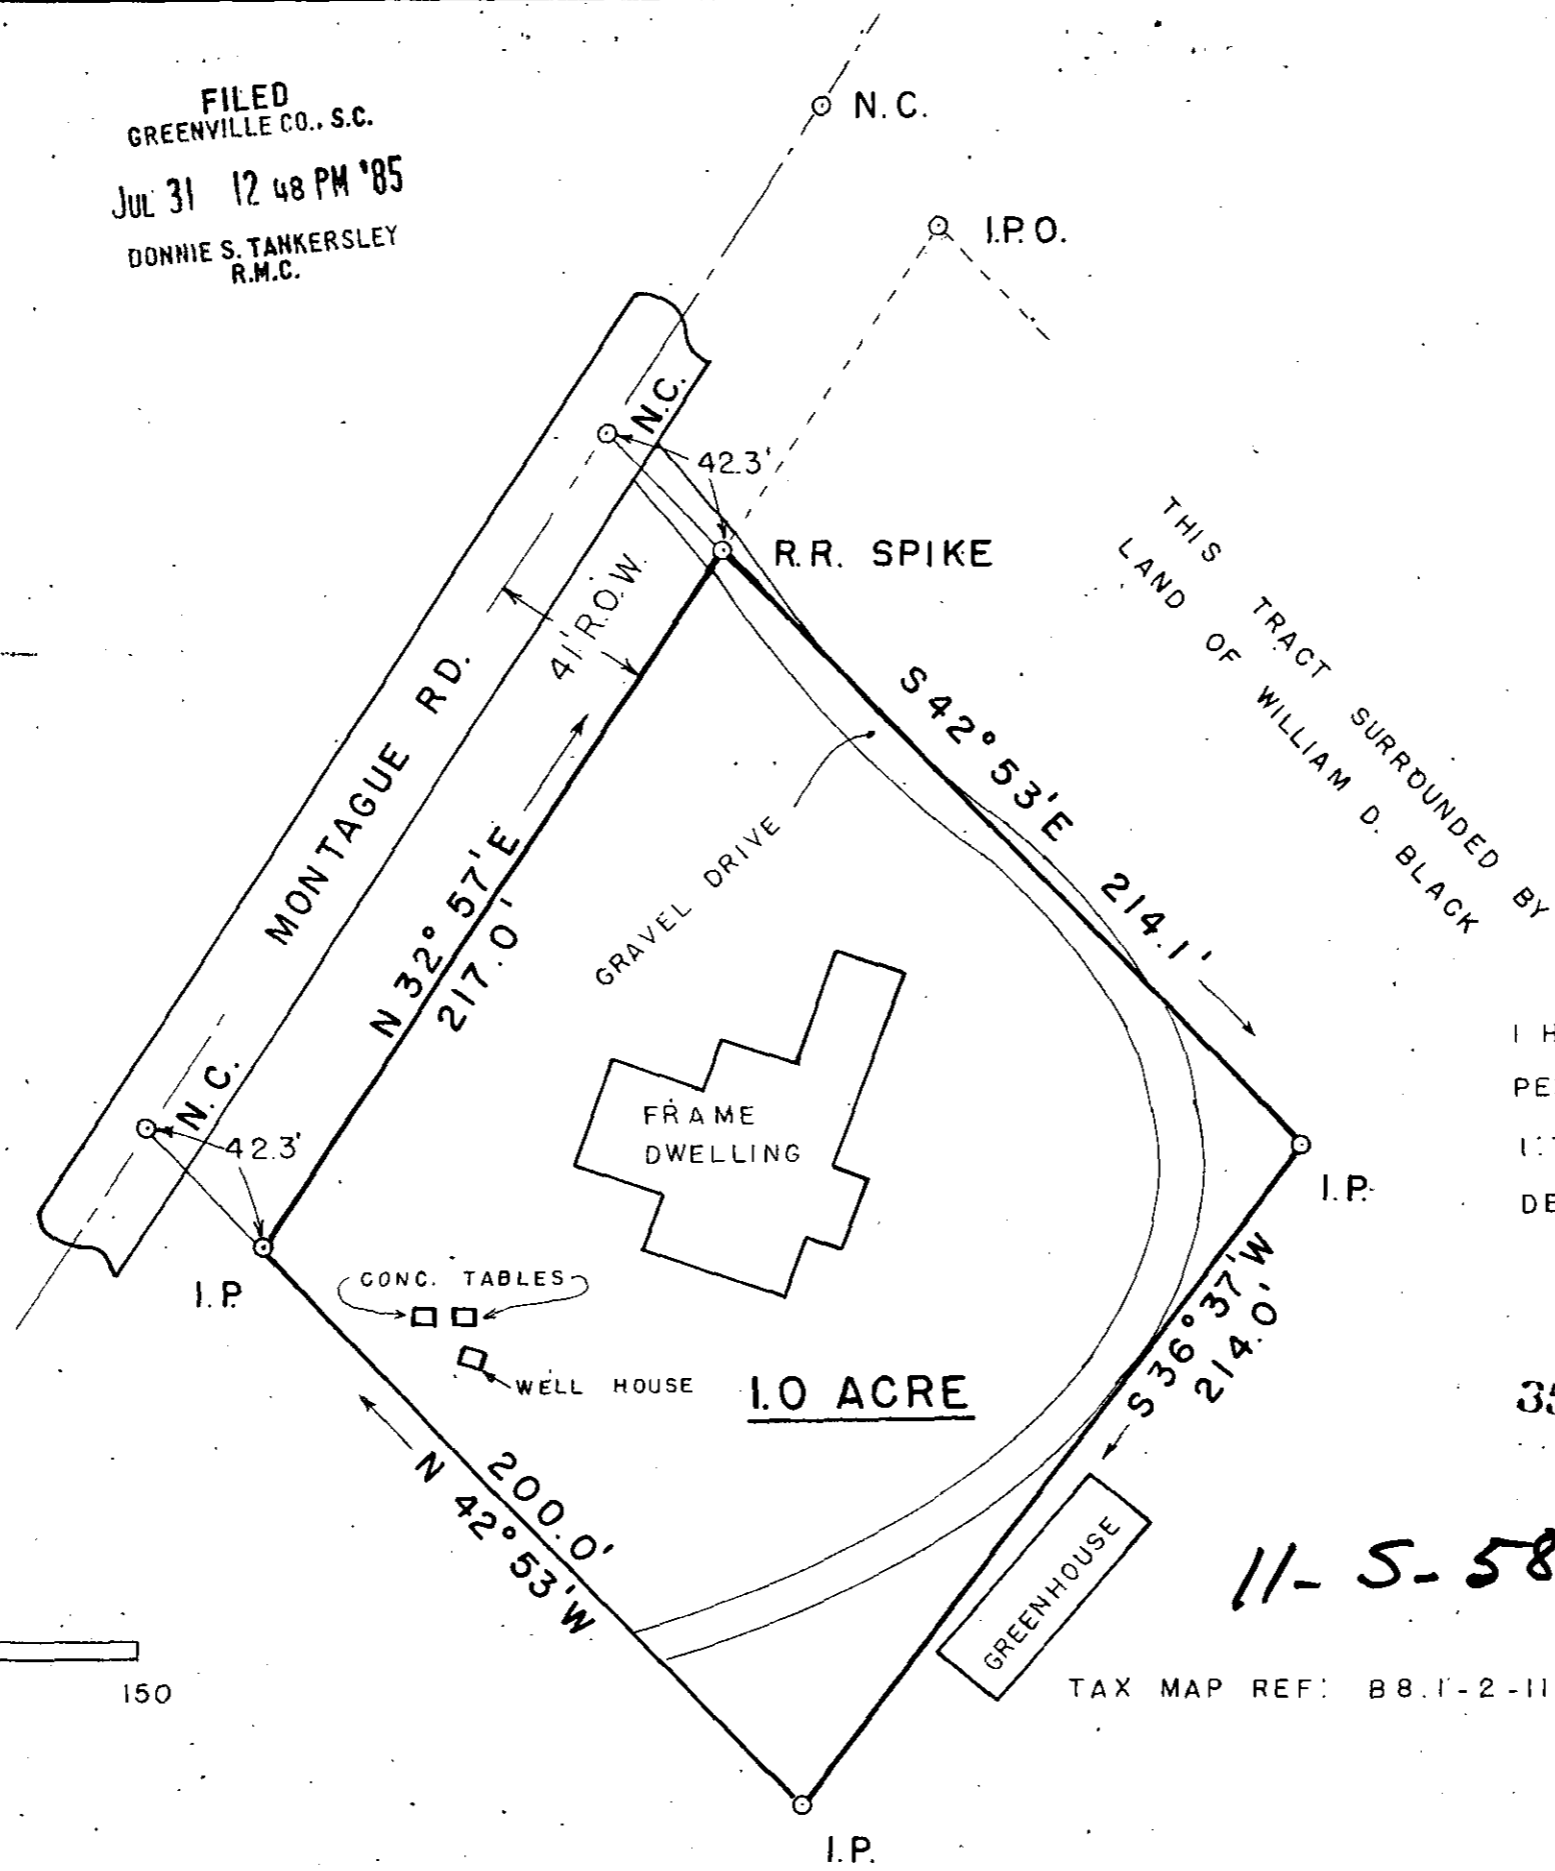 FILED
GREENVILLE CO., S.C.
JUL 31 12 48 PM '85
DONNIE S. TANKERSLEY
R.M.C.
N.C.
I.P.O.
N.C.
42.3'
R.R. SPIKE
41' R.O.W.
MONTAGUE RD.
THIS TRACT SURROUNDED BY
LAND OF WILLIAM D. BLACK
S 42° 53' E 214.1'
N 32° 57' E
217.0'
GRAVEL DRIVE
FRAME
DWELLING
N.C.
42.3'
I.P.
I.P.
I H
PE
DE
CONC. TABLES
WELL HOUSE
1.0 ACRE
S 36° 37' W
214.0'
200.0'
N 42° 53' W
GREENHOUSE
11-S-58
TAX MAP REF: B8.1-2-11
150
I.P.